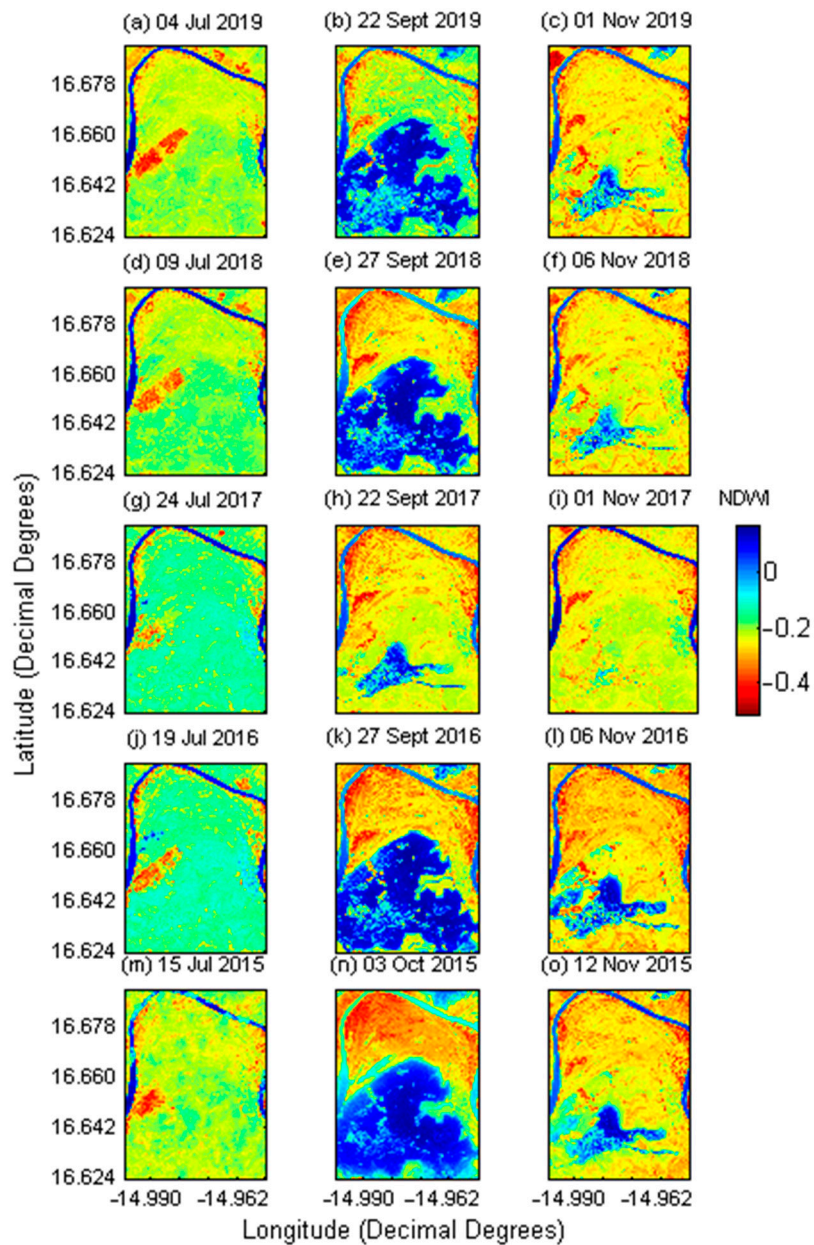 (a) 04 Jul 2019 (b) 22 Sept 2019 (c) 01 Nov 2019
16.678
16.660
16.642
16.624
(d) 09 Jul 2018 (e) 27 Sept 2018 (f) 06 Nov 2018
16.678
16.660
16.642
16.624
(g) 24 Jul 2017 (h) 22 Sept 2017 (i) 01 Nov 2017
16.678
16.660
16.642
16.624
NDWI
0
-0.2
-0.4
Latitude (Decimal Degrees)
(j) 19 Jul 2016 (k) 27 Sept 2016 (l) 06 Nov 2016
16.678
16.660
16.642
16.624
(m) 15 Jul 2015 (n) 03 Oct 2015 (o) 12 Nov 2015
16.678
16.660
16.642
16.624
-14.990 -14.962 -14.990 -14.962 -14.990 -14.962
Longitude (Decimal Degrees)